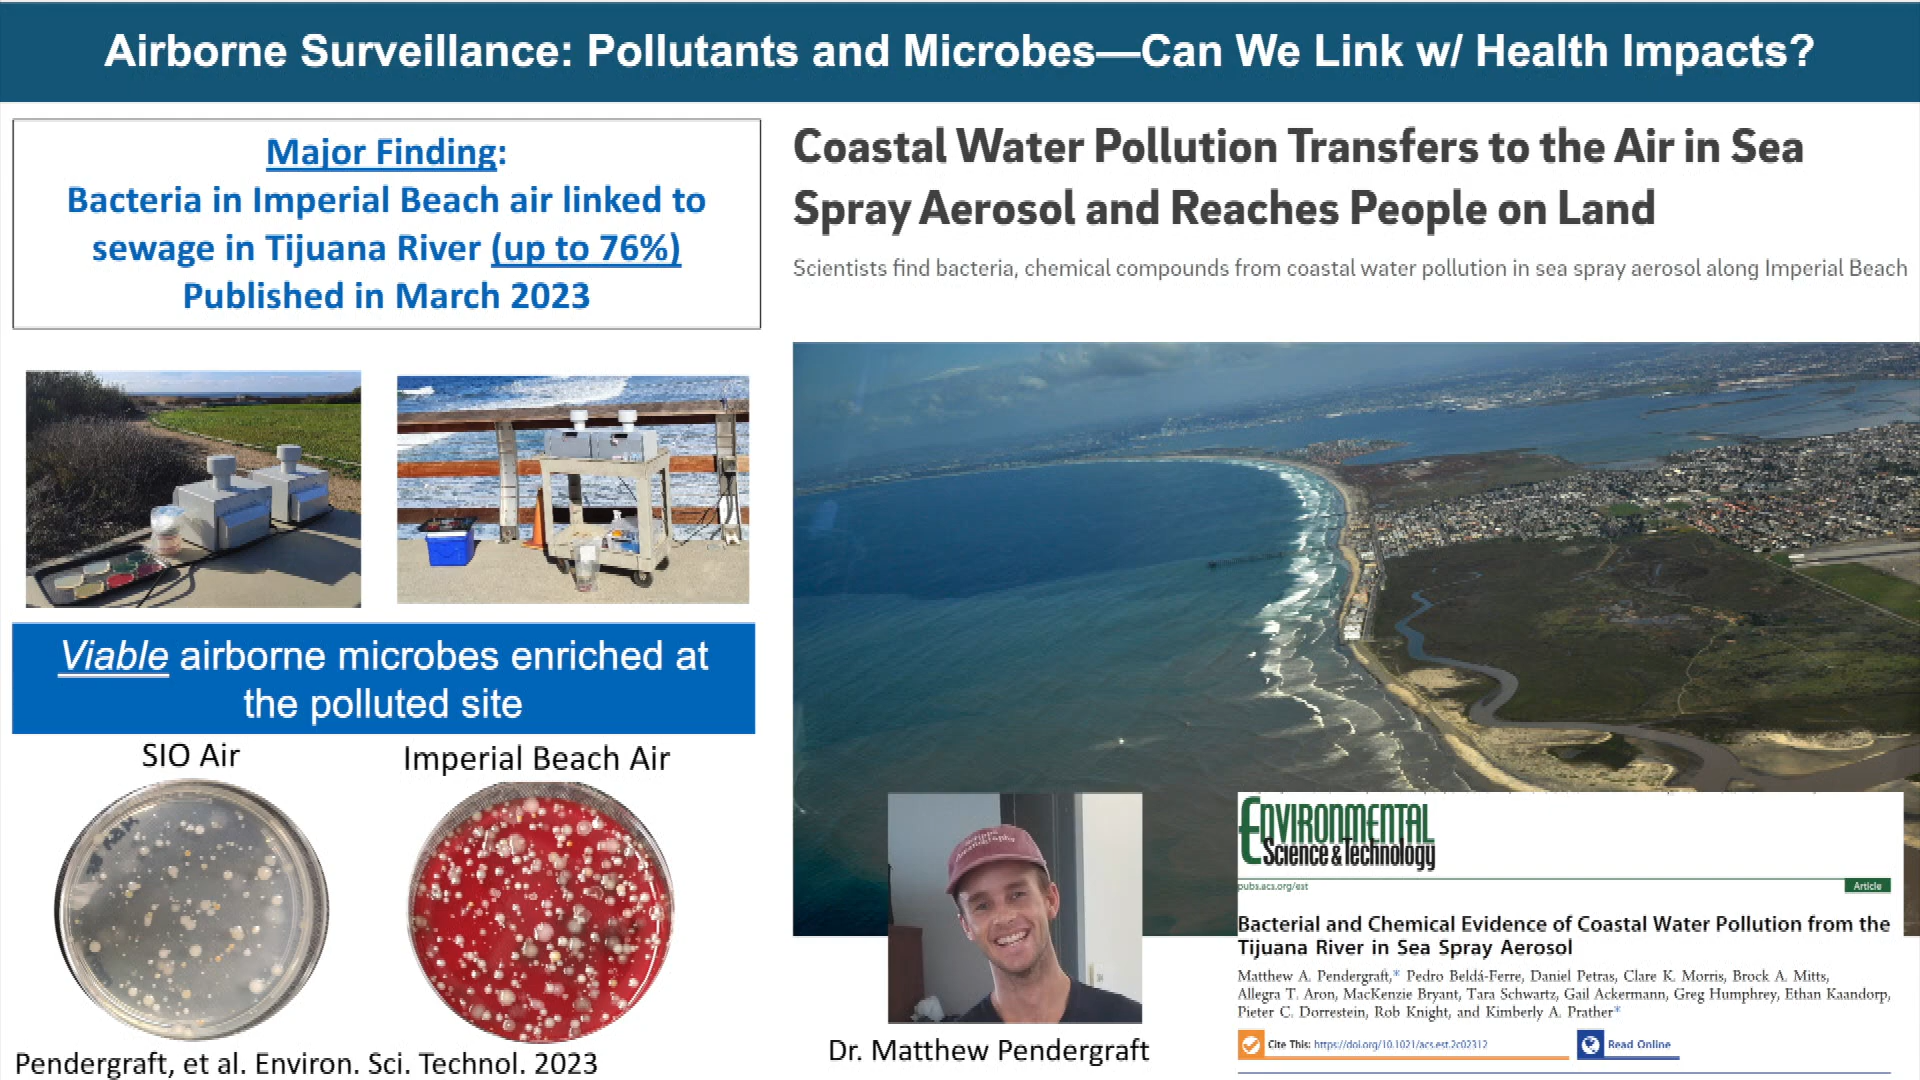 Airborne Surveillance: Pollutants and Microbes—Can We Link w/ Health Impacts?
Major Finding:
Bacteria in Imperial Beach air linked to
sewage in Tijuana River (up to 76%)
Published in March 2023
Coastal Water Pollution Transfers to the Air in Sea
Spray Aerosol and Reaches People on Land
Scientists find bacteria, chemical compounds from coastal water pollution in sea spray aerosol along Imperial Beach
Viable airborne microbes enriched at
the polluted site
SIO Air
Imperial Beach Air
Pendergraft, et al. Environ. Sci. Technol. 2023
Scripps
Oceanography
Dr. Matthew Pendergraft
ENVIRONMENTAL
Science & Technology
pubs.acs.org/est
Article
Bacterial and Chemical Evidence of Coastal Water Pollution from the
Tijuana River in Sea Spray Aerosol
Matthew A. Pendergraft,* Pedro Beldá-Ferre, Daniel Petras, Clare K. Morris, Brock A. Mitts,
Allegra T. Aron, MacKenzie Bryant, Tara Schwartz, Gail Ackermann, Greg Humphrey, Ethan Kaandorp,
Pieter C. Dorrestein, Rob Knight, and Kimberly A. Prather*
Cite This: https://doi.org/10.1021/acs.est.2c02312
Read Online